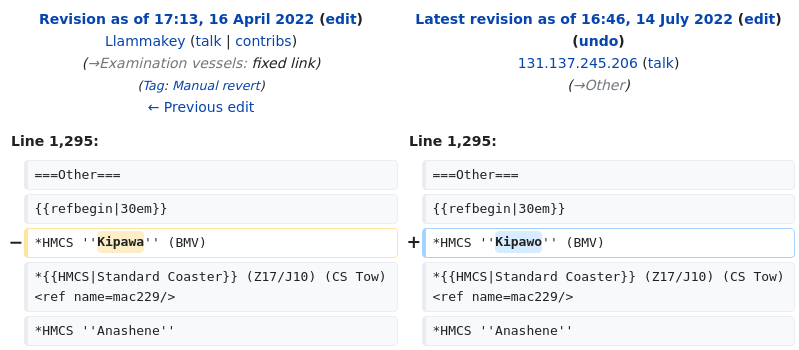 Revision as of 17:13, 16 April 2022 (edit)
Llammakey (talk | contribs)
(→Examination vessels: fixed link)
(Tag: Manual revert)
← Previous edit
Latest revision as of 16:46, 14 July 2022 (edit)
(undo)
131.137.245.206 (talk)
(→Other)
Line 1,295:
Line 1,295:
===Other===
===Other===
{{refbegin|30em}}
{{refbegin|30em}}
− *HMCS ''Kipawa'' (BMV)
+ *HMCS ''Kipawo'' (BMV)
*{{HMCS|Standard Coaster}} (Z17/J10) (CS Tow)
<ref name=mac229/>
*{{HMCS|Standard Coaster}} (Z17/J10) (CS Tow)
<ref name=mac229/>
*HMCS ''Anashene''
*HMCS ''Anashene''